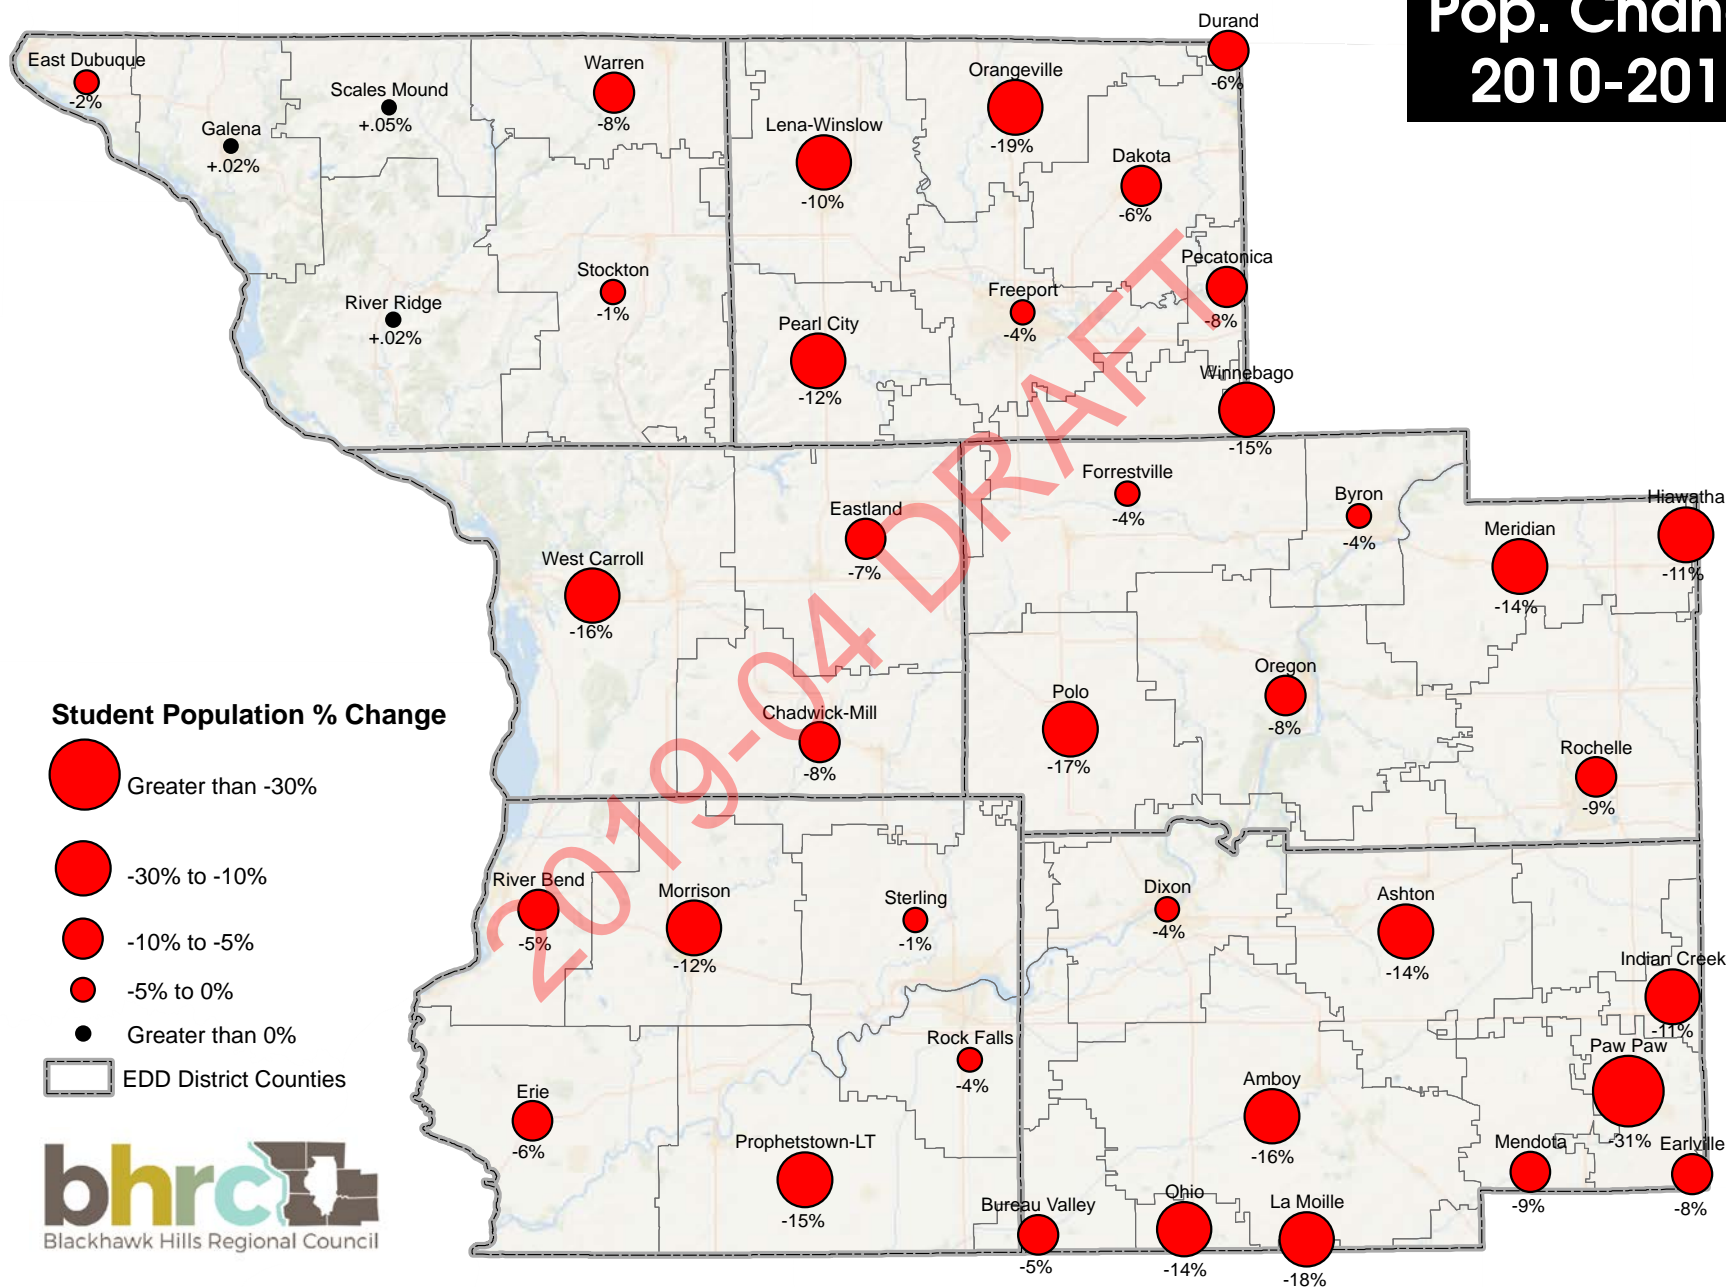 Pop. Chan
2010-201
Durand
-6%
East Dubuque
-2%
Scales Mound
+.05%
Galena
+.02%
Warren
-8%
Orangeville
-19%
Lena-Winslow
-10%
Dakota
-6%
Pecatonica
-8%
Stockton
-1%
River Ridge
+.02%
Freeport
-4%
Pearl City
-12%
Winnebago
-15%
Forrestville
-4%
Byron
-4%
Hiawatha
-11%
Meridian
-14%
Eastland
-7%
West Carroll
-16%
Oregon
-8%
Polo
-17%
Chadwick-Mill
-8%
Rochelle
-9%
2019-04 DRAFT
Student Population % Change
Greater than -30%
-30% to -10%
-10% to -5%
-5% to 0%
Greater than 0%
EDD District Counties
River Bend
-5%
Morrison
-12%
Sterling
-1%
Dixon
-4%
Ashton
-14%
Indian Creek
-11%
Rock Falls
-4%
Paw Paw
-31%
Erie
-6%
Amboy
-16%
Prophetstown-LT
-15%
Mendota
-9%
Earlville
-8%
Bureau Valley
-5%
Ohio
-14%
La Moille
-18%
bhrc
Blackhawk Hills Regional Council